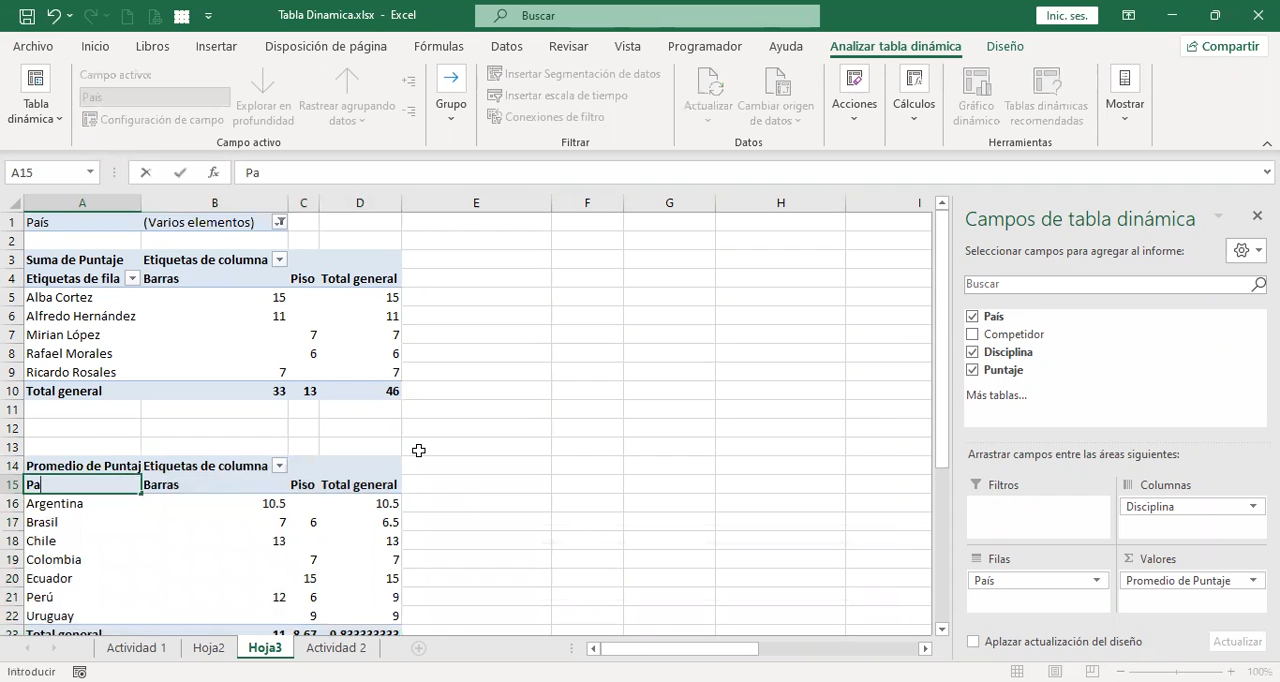 Tabla Dinamica.xlsx - Excel
Buscar
Inic. ses.
Archivo Inicio Libros Insertar Disposición de página Fórmulas Datos Revisar Vista Programador Ayuda Analizar tabla dinámica Diseño Compartir
Tabla dinámica
Campo activo:
País
Configuración de campo
Explorar en profundidad
Rastrear agrupando datos
Campo activo
Grupo
Insertar Segmentación de datos
Insertar escala de tiempo
Conexiones de filtro
Filtrar
Actualizar
Cambiar origen de datos
Datos
Acciones
Cálculos
Gráfico dinámico
Tablas dinámicas recomendadas
Herramientas
Mostrar
A15 fx Pa
A B C D E F G H I
1 País (Varios elementos)
2
3 Suma de Puntaje Etiquetas de columna
4 Etiquetas de fila Barras Piso Total general
5 Alba Cortez 15 15
6 Alfredo Hernández 11 11
7 Mirian López 7 7
8 Rafael Morales 6 6
9 Ricardo Rosales 7 7
10 Total general 33 13 46
11
12
13
14 Promedio de Puntaj Etiquetas de columna
15 Pa Barras Piso Total general
16 Argentina 10.5 10.5
17 Brasil 7 6 6.5
18 Chile 13 13
19 Colombia 7 7
20 Ecuador 15 15
21 Perú 12 6 9
22 Uruguay 9 9
23 Total general 11 8.67 9.833333333
Campos de tabla dinámica
Seleccionar campos para agregar al informe:
Buscar
País
Competidor
Disciplina
Puntaje
Más tablas...
Arrastrar campos entre las áreas siguientes:
Filtros
Columnas
Disciplina
Filas
País
Σ Valores
Promedio de Puntaje
Aplazar actualización del diseño Actualizar
Actividad 1 Hoja2 Hoja3 Actividad 2
Introducir
100%